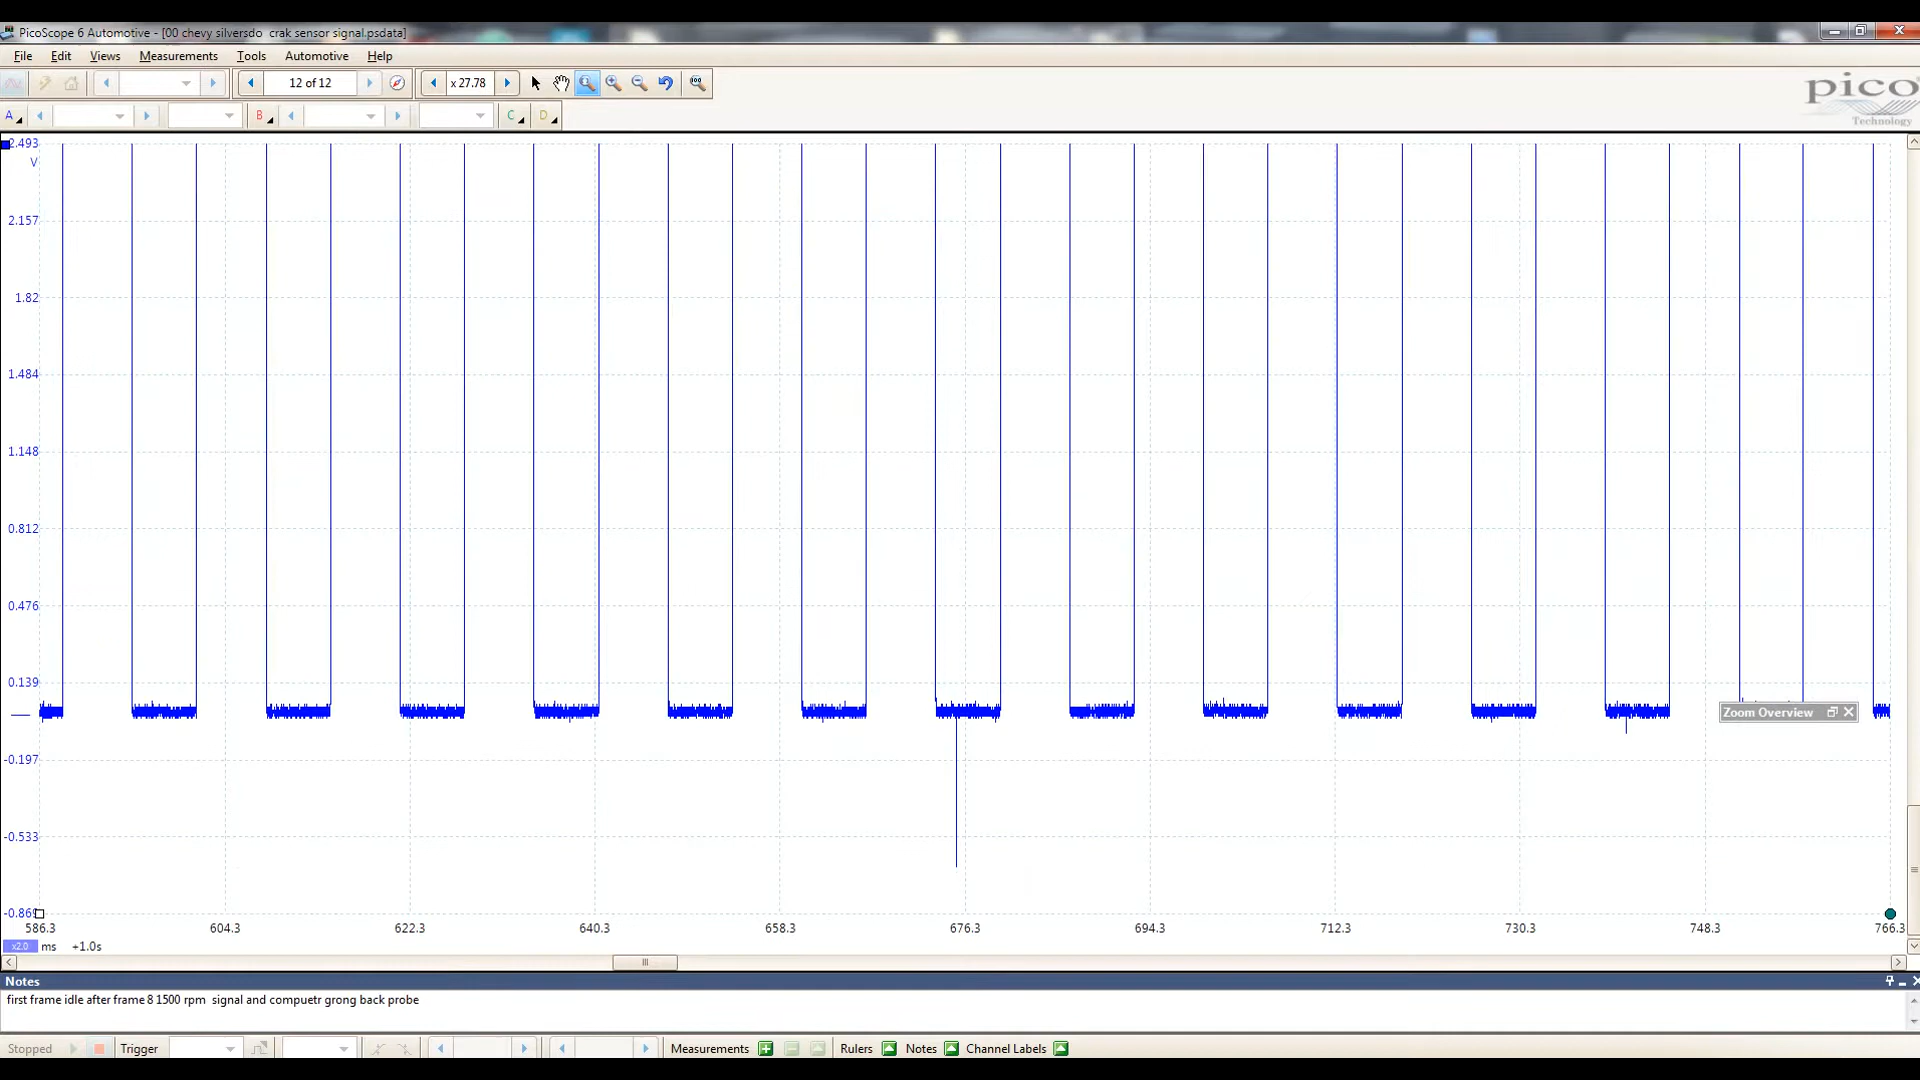 PicoScope 6 Automotive - [00 chevy silversdo  crak sensor signal.psdata]
File Edit Views Measurements Tools Automotive Help
12 of 12 x 27.78
pico
Technology
A B C D
2.493
V
2.157
1.82
1.484
1.148
0.812
0.476
0.139
Zoom Overview
-0.197
-0.533
-0.869
586.3 604.3 622.3 640.3 658.3 676.3 694.3 712.3 730.3 748.3 766.3
x2.0 ms +1.0s
Notes
first frame idle after frame 8 1500 rpm  signal and compuetr grong back probe
Stopped Trigger Measurements Rulers Notes Channel Labels